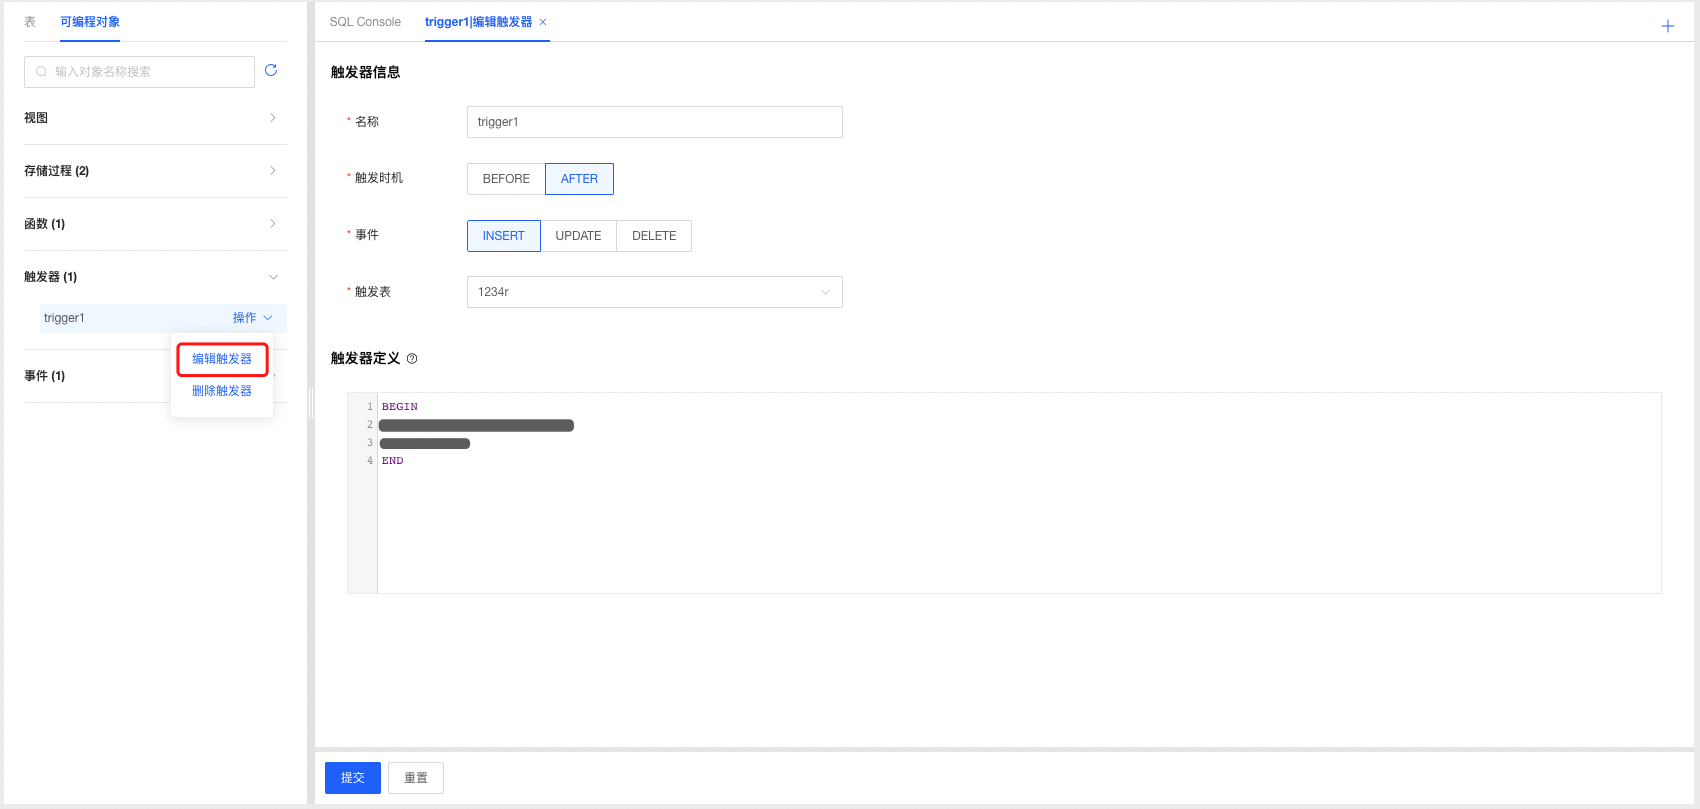 表 可编程对象
输入对象名称搜索
视图
存储过程 (2)
函数 (1)
触发器 (1)
trigger1 操作
编辑触发器
删除触发器
事件 (1)
SQL Console trigger1|编辑触发器 ×
触发器信息
* 名称 trigger1
* 触发时机 BEFORE AFTER
* 事件 INSERT UPDATE DELETE
* 触发表 1234r
触发器定义 ?
1 BEGIN
2
3
4 END
提交 重置